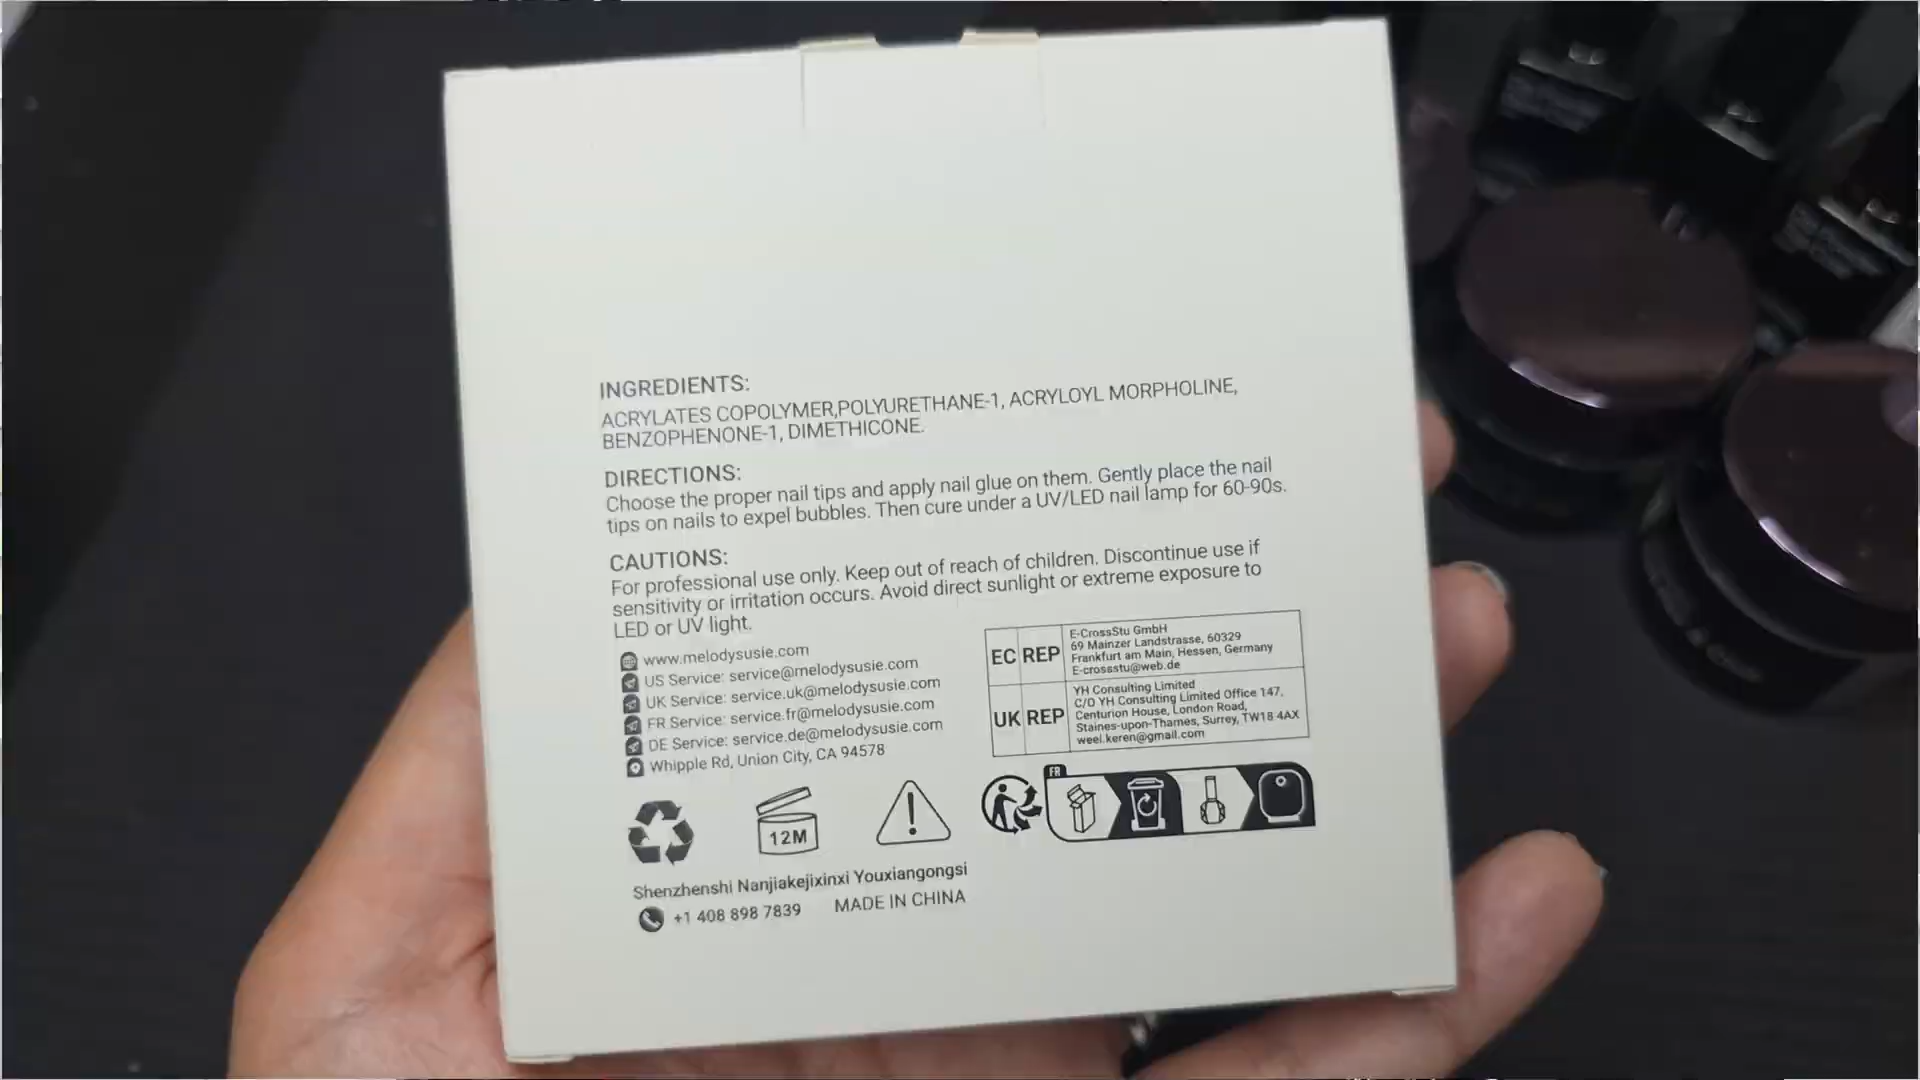 INGREDIENTS:
ACRYLATES COPOLYMER,POLYURETHANE-1, ACRYLOYL MORPHOLINE,
BENZOPHENONE-1, DIMETHICONE.
DIRECTIONS:
Choose the proper nail tips and apply nail glue on them. Gently place the nail
tips on nails to expel bubbles. Then cure under a UV/LED nail lamp for 60-90s.
CAUTIONS:
For professional use only. Keep out of reach of children. Discontinue use if
sensitivity or irritation occurs. Avoid direct sunlight or extreme exposure to
LED or UV light.
www.melodysusie.com
US Service: service@melodysusie.com
UK Service: service.uk@melodysusie.com
FR Service: service.fr@melodysusie.com
DE Service: service.de@melodysusie.com
Whipple Rd, Union City, CA 94578
EC REP
E-CrossStu GmbH
69 Mainzer Landstrasse, 60329
Frankfurt am Main, Hessen, Germany
E-crossstu@web.de
UK REP
YH Consulting Limited
C/O YH Consulting Limited Office 147,
Centurion House, London Road,
Staines-upon-Thames, Surrey, TW18 4AX
weel.keren@gmail.com
12M
FR
Shenzhenshi Nanjiakejixinxi Youxiangongsi
+1 408 898 7839
MADE IN CHINA